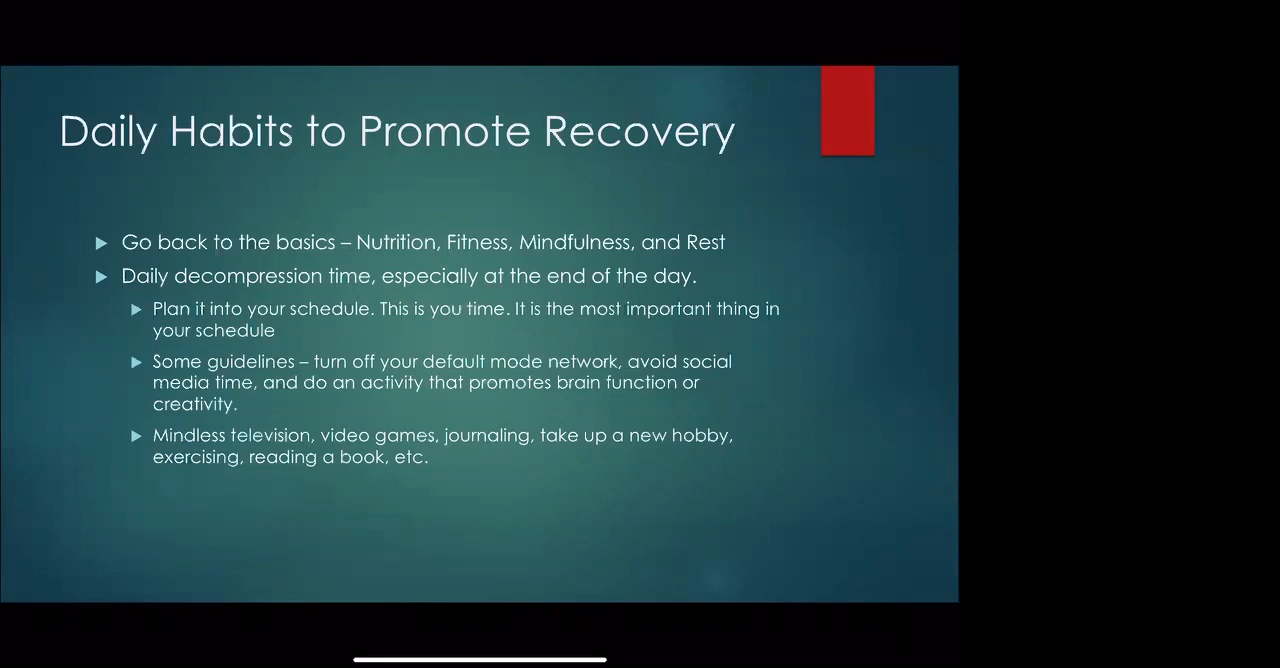 Daily Habits to Promote Recovery
Go back to the basics – Nutrition, Fitness, Mindfulness, and Rest
Daily decompression time, especially at the end of the day.
Plan it into your schedule. This is you time. It is the most important thing in
your schedule
Some guidelines – turn off your default mode network, avoid social
media time, and do an activity that promotes brain function or
creativity.
Mindless television, video games, journaling, take up a new hobby,
exercising, reading a book, etc.